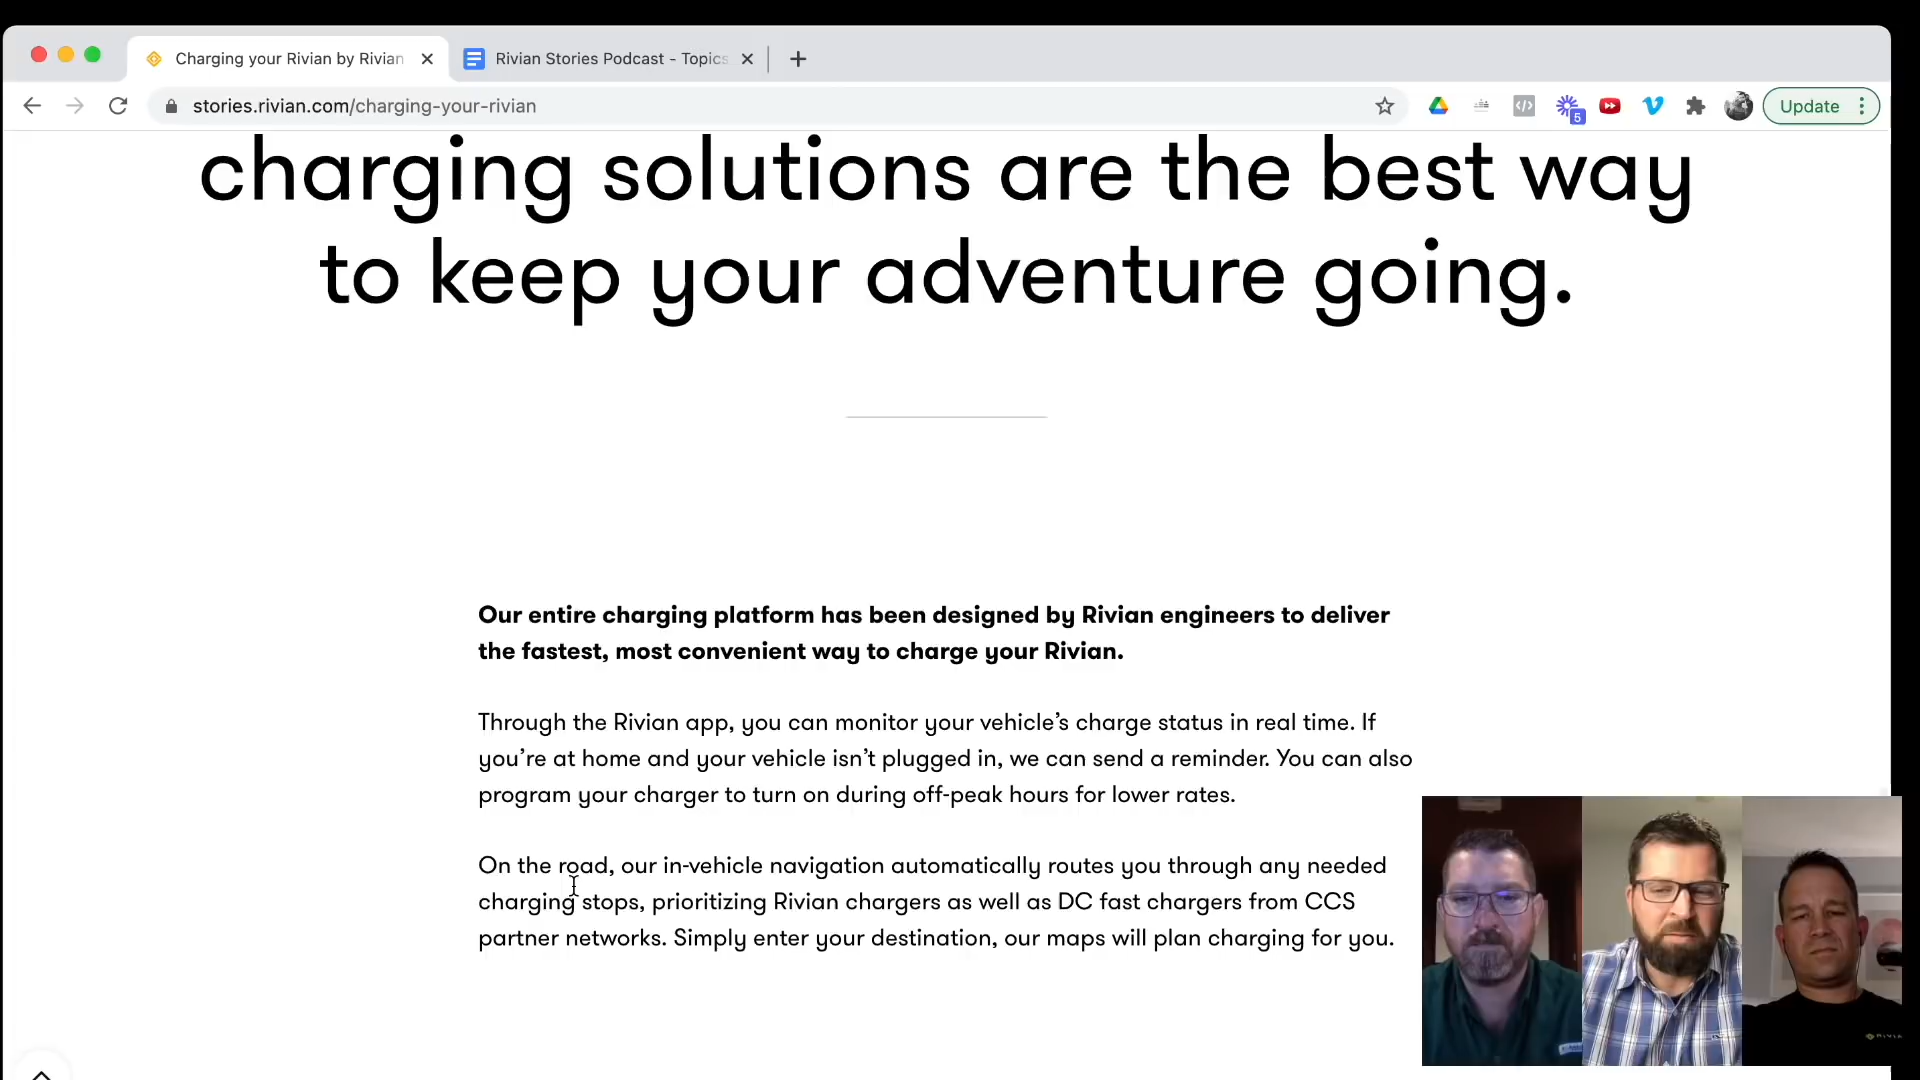 Charging your Rivian by Rivian
Rivian Stories Podcast - Topics
stories.rivian.com/charging-your-rivian
5
Update
charging solutions are the best way
to keep your adventure going.
Our entire charging platform has been designed by Rivian engineers to deliver
the fastest, most convenient way to charge your Rivian.
Through the Rivian app, you can monitor your vehicle’s charge status in real time. If
you’re at home and your vehicle isn’t plugged in, we can send a reminder. You can also
program your charger to turn on during off-peak hours for lower rates.
On the road, our in-vehicle navigation automatically routes you through any needed
charging stops, prioritizing Rivian chargers as well as DC fast chargers from CCS
partner networks. Simply enter your destination, our maps will plan charging for you.